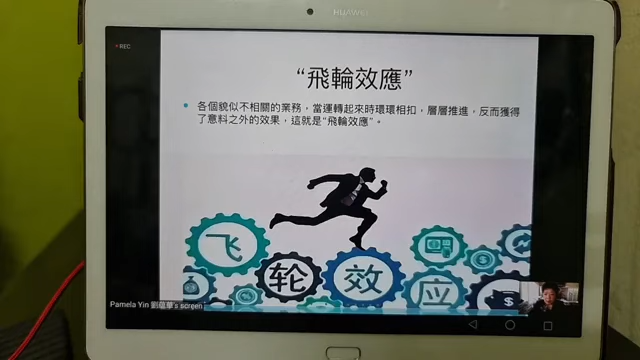 HUAWEI
REC
“飛輪效應”
各個貌似不相關的業務，當運轉起來時環環相扣，層層推進，反而獲得
了意料之外的效果，這就是“飛輪效應”。
飞
轮
效
应
Pamela Yin 劉蘊華's screen